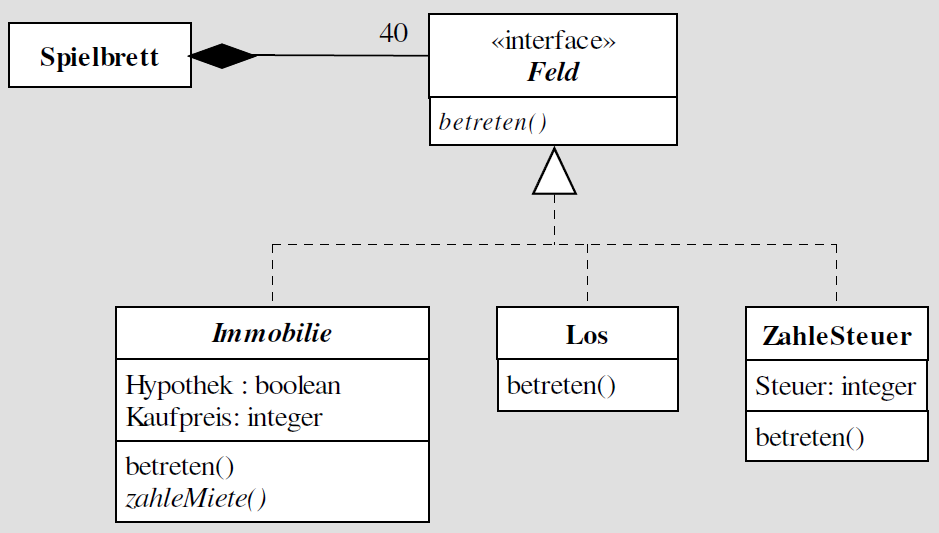 Spielbrett
40
«interface»
Feld
betreten()
Immobilie
Hypothek : boolean
Kaufpreis: integer
betreten()
zahleMiete()
Los
betreten()
ZahleSteuer
Steuer: integer
betreten()